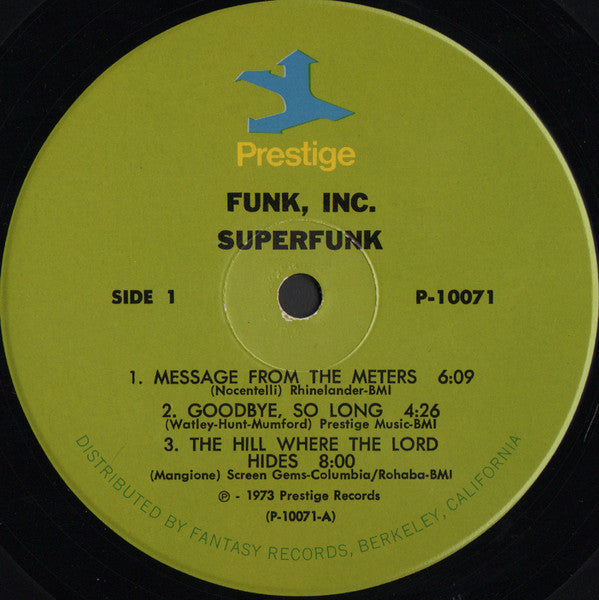 Prestige
FUNK, INC.
SUPERFUNK
SIDE 1
P-10071
1. MESSAGE FROM THE METERS 6:09
(Nocentelli) Rhinelander-BMI
2. GOODBYE, SO LONG 4:26
(Watley-Hunt-Mumford) Prestige Music-BMI
3. THE HILL WHERE THE LORD
HIDES 8:00
(Mangione) Screen Gems-Columbia/Rohaba-BMI
℗ - 1973 Prestige Records
(P-10071-A)
DISTRIBUTED BY FANTASY RECORDS, BERKELEY, CALIFORNIA